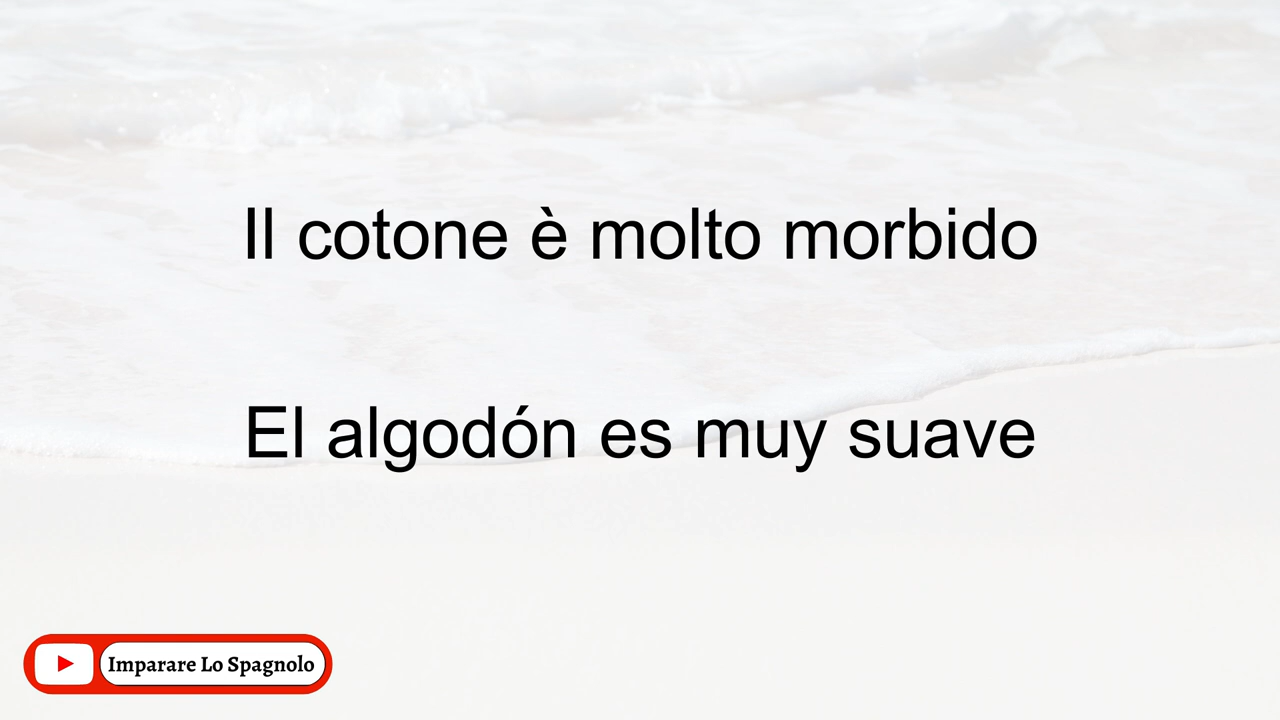 Il cotone è molto morbido
El algodón es muy suave
Imparare Lo Spagnolo